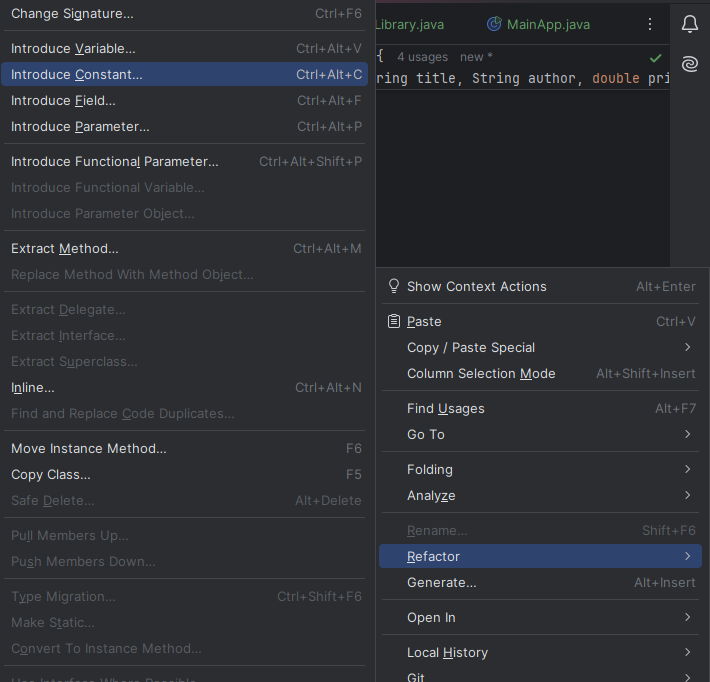 Change Signature... Ctrl+F6
Introduce Variable... Ctrl+Alt+V
Introduce Constant... Ctrl+Alt+C
Introduce Field... Ctrl+Alt+F
Introduce Parameter... Ctrl+Alt+P
Introduce Functional Parameter... Ctrl+Alt+Shift+P
Introduce Functional Variable...
Introduce Parameter Object...
Extract Method... Ctrl+Alt+M
Replace Method With Method Object...
Extract Delegate...
Extract Interface...
Extract Superclass...
Inline... Ctrl+Alt+N
Find and Replace Code Duplicates...
Move Instance Method... F6
Copy Class... F5
Safe Delete... Alt+Delete
Pull Members Up...
Push Members Down...
Type Migration... Ctrl+Shift+F6
Make Static...
Convert To Instance Method...
Use Interface Where Possible
Library.java MainApp.java
{ 4 usages new *
ring title, String author, double pri
Show Context Actions Alt+Enter
Paste Ctrl+V
Copy / Paste Special
Column Selection Mode Alt+Shift+Insert
Find Usages Alt+F7
Go To
Folding
Analyze
Rename... Shift+F6
Refactor
Generate... Alt+Insert
Open In
Local History
Git